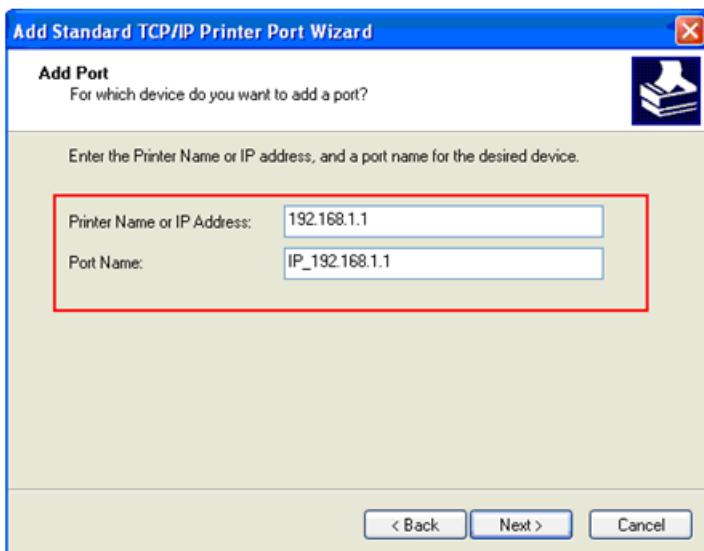 Add Standard TCP/IP Printer Port Wizard
Add Port
For which device do you want to add a port?
Enter the Printer Name or IP address, and a port name for the desired device.
Printer Name or IP Address: 192.168.1.1
Port Name: IP_192.168.1.1
< Back Next > Cancel